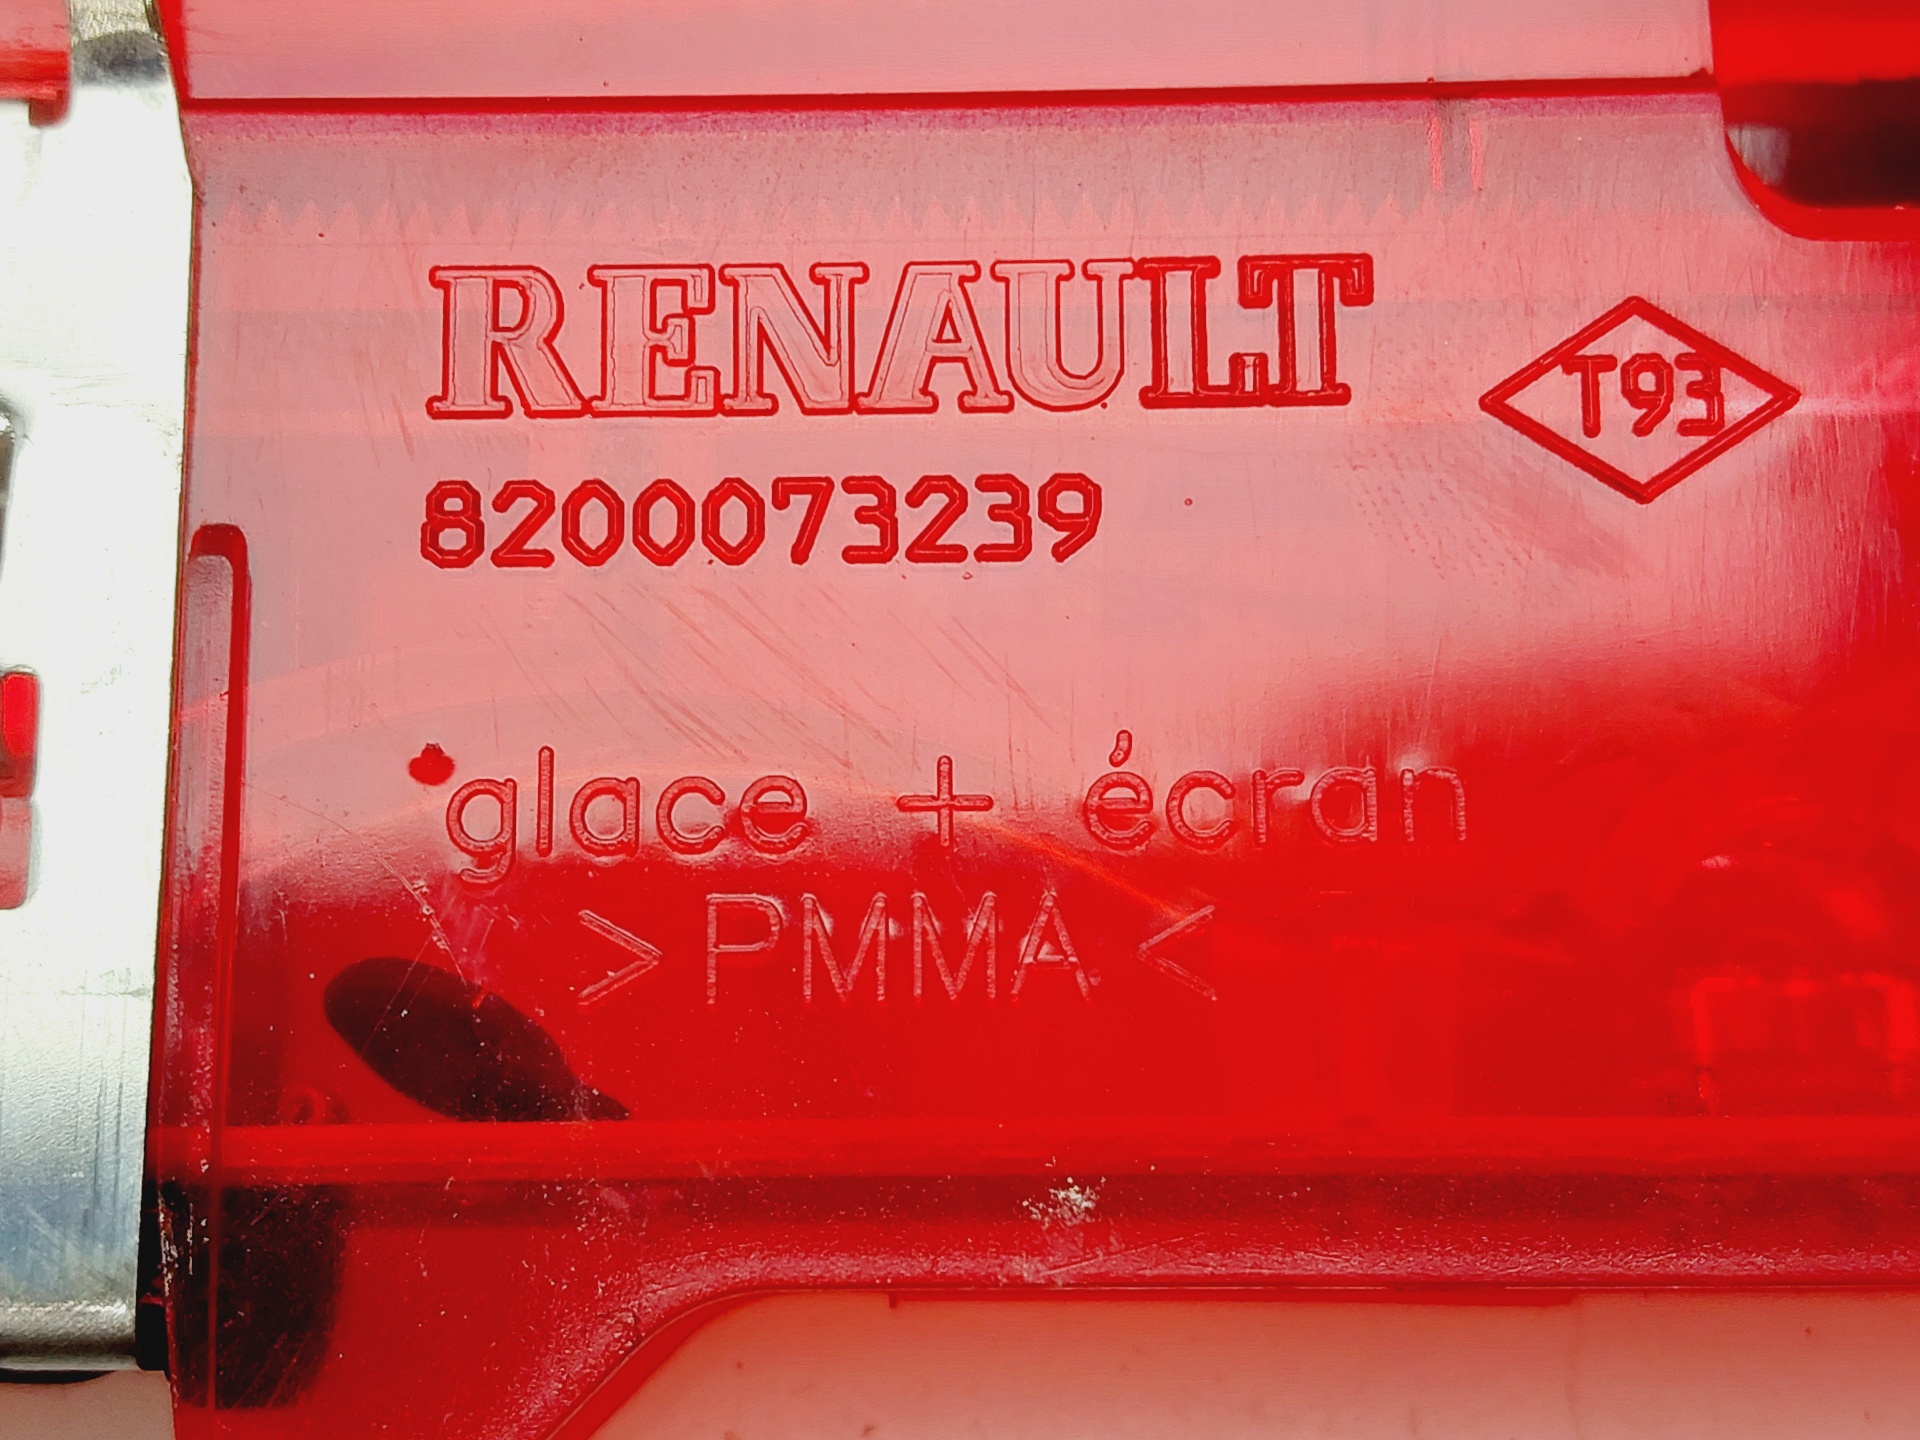 RENAULT
T93
8200073239
glace + écran
>PMMA<